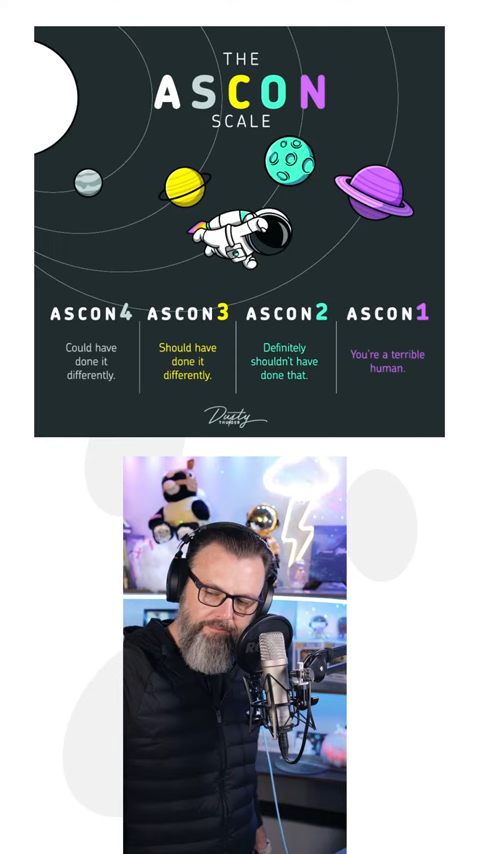 THE
ASCON
SCALE
ASCON4 ASCON3 ASCON2 ASCON1
Could have
done it
differently.
Should have
done it
differently.
Definitely
shouldn't have
done that.
You're a terrible
human.
Dusty
THUNDER